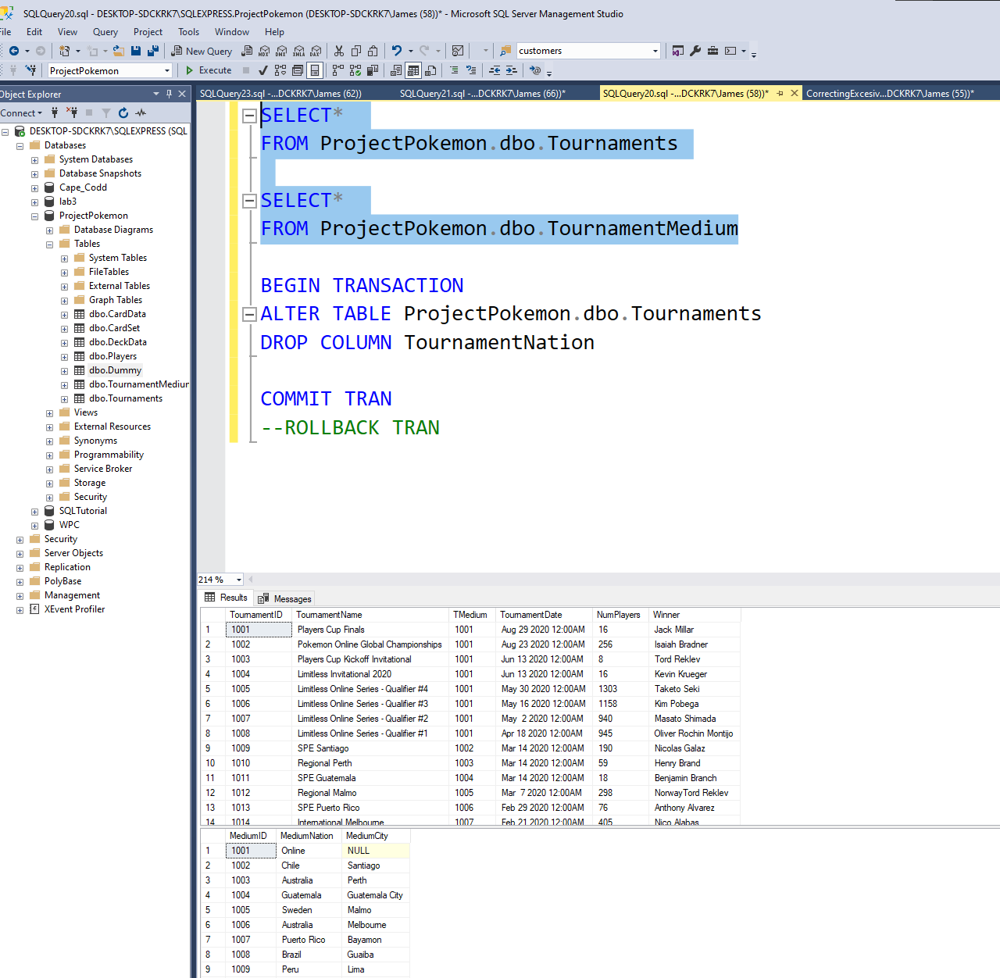 SQLQuery20.sql - DESKTOP-SDCKRK7\SQLEXPRESS.ProjectPokemon (DESKTOP-SDCKRK7\James (58))* - Microsoft SQL Server Management Studio
File Edit View Query Project Tools Window Help
New Query MDX DMX XMLA DAX customers
ProjectPokemon Execute
Object Explorer
SQLQuery23.sql -...DCKRK7\James (62)) SQLQuery21.sql -...DCKRK7\James (66))* SQLQuery20.sql -...DCKRK7\James (58))* CorrectingExcesiv...DCKRK7\James (55))*
Connect
DESKTOP-SDCKRK7\SQLEXPRESS (SQL
Databases
System Databases
Database Snapshots
Cape_Codd
lab3
ProjectPokemon
Database Diagrams
Tables
System Tables
FileTables
External Tables
Graph Tables
dbo.CardData
dbo.CardSet
dbo.DeckData
dbo.Players
dbo.Dummy
dbo.TournamentMedium
dbo.Tournaments
Views
External Resources
Synonyms
Programmability
Service Broker
Storage
Security
SQLTutorial
WPC
Security
Server Objects
Replication
PolyBase
Management
XEvent Profiler
SELECT*
FROM ProjectPokemon.dbo.Tournaments
SELECT*
FROM ProjectPokemon.dbo.TournamentMedium
BEGIN TRANSACTION
ALTER TABLE ProjectPokemon.dbo.Tournaments
DROP COLUMN TournamentNation
COMMIT TRAN
--ROLLBACK TRAN
214 %
Results Messages
TournamentID TournamentName TMedium TournamentDate NumPlayers Winner
1 1001 Players Cup Finals 1001 Aug 29 2020 12:00AM 16 Jack Millar
2 1002 Pokemon Online Global Championships 1001 Aug 23 2020 12:00AM 256 Isaiah Bradner
3 1003 Players Cup Kickoff Invitational 1001 Jun 13 2020 12:00AM 8 Tord Reklev
4 1004 Limitless Invitational 2020 1001 Jun 13 2020 12:00AM 16 Kevin Krueger
5 1005 Limitless Online Series - Qualifier #4 1001 May 30 2020 12:00AM 1303 Taketo Seki
6 1006 Limitless Online Series - Qualifier #3 1001 May 16 2020 12:00AM 1158 Kim Pobega
7 1007 Limitless Online Series - Qualifier #2 1001 May 2 2020 12:00AM 940 Masato Shimada
8 1008 Limitless Online Series - Qualifier #1 1001 Apr 18 2020 12:00AM 945 Oliver Rochin Montijo
9 1009 SPE Santiago 1002 Mar 14 2020 12:00AM 190 Nicolas Galaz
10 1010 Regional Perth 1003 Mar 14 2020 12:00AM 59 Henry Brand
11 1011 SPE Guatemala 1004 Mar 14 2020 12:00AM 18 Benjamin Branch
12 1012 Regional Malmo 1005 Mar 7 2020 12:00AM 298 NorwayTord Reklev
13 1013 SPE Puerto Rico 1006 Feb 29 2020 12:00AM 76 Anthony Alvarez
14 1014 International Melbourne 1007 Feb 21 2020 12:00AM 405 Nico Alabas
MediumID MediumNation MediumCity
1 1001 Online NULL
2 1002 Chile Santiago
3 1003 Australia Perth
4 1004 Guatemala Guatemala City
5 1005 Sweden Malmo
6 1006 Australia Melbourne
7 1007 Puerto Rico Bayamon
8 1008 Brazil Guaiba
9 1009 Peru Lima